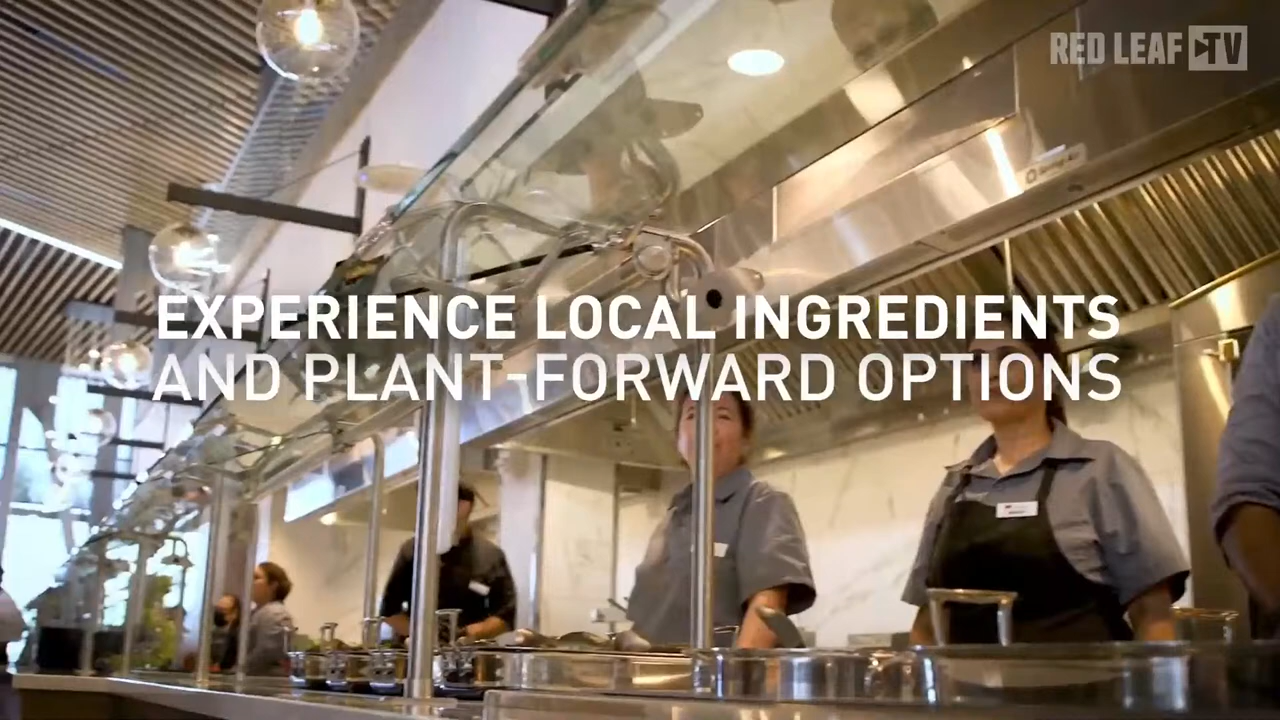 RED LEAF TV
EXPERIENCE LOCAL INGREDIENTS
AND PLANT-FORWARD OPTIONS